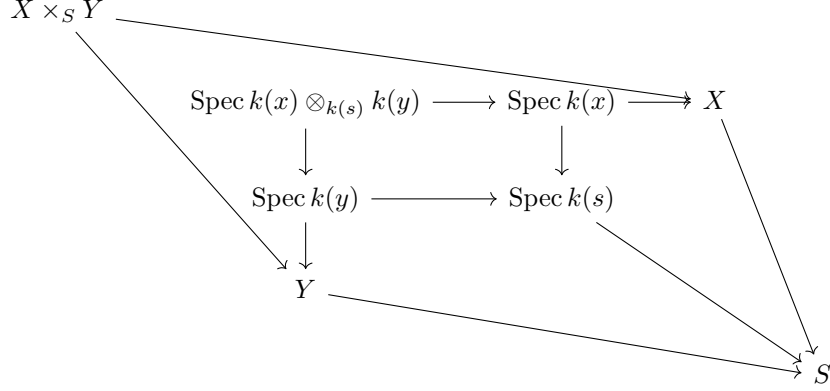 X ×_S Y
Spec k(x) ⊗_{k(s)} k(y) Spec k(x) X
Spec k(y) Spec k(s)
Y
S